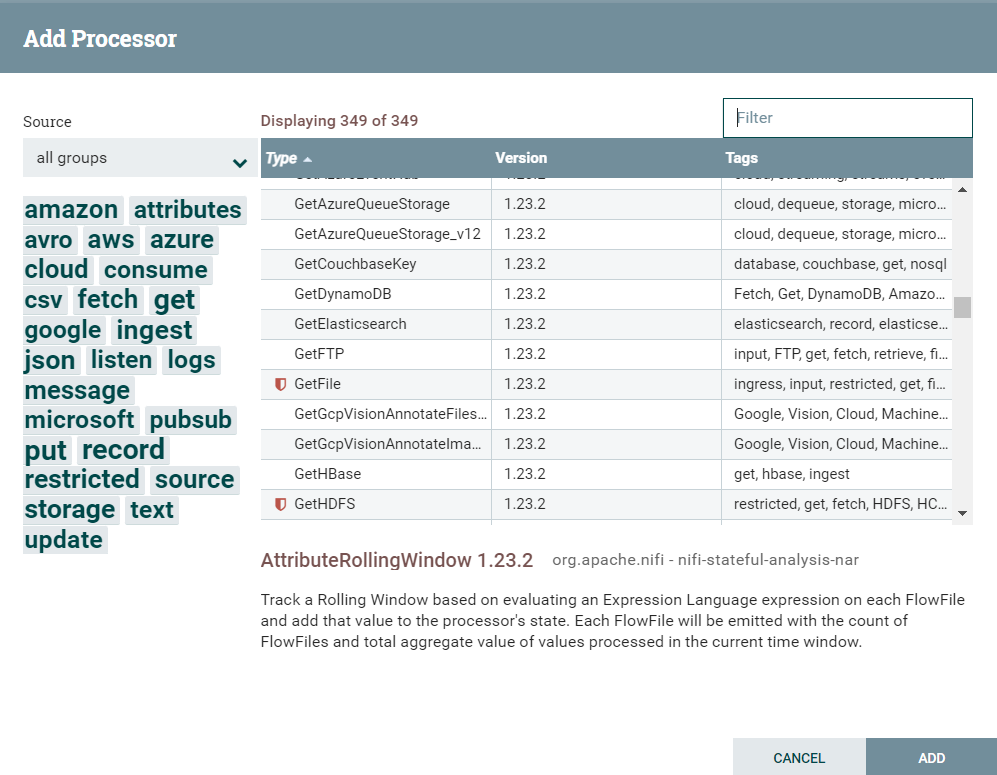 Add Processor
Source
Displaying 349 of 349
Filter
all groups
Type Version Tags
amazon attributes
avro aws azure
cloud consume
csv fetch get
google ingest
json listen logs
message
microsoft pubsub
put record
restricted source
storage text
update
GetAzureQueueStorage 1.23.2 cloud, dequeue, storage, micro...
GetAzureQueueStorage_v12 1.23.2 cloud, dequeue, storage, micro...
GetCouchbaseKey 1.23.2 database, couchbase, get, nosql
GetDynamoDB 1.23.2 Fetch, Get, DynamoDB, Amazo...
GetElasticsearch 1.23.2 elasticsearch, record, elasticse...
GetFTP 1.23.2 input, FTP, get, fetch, retrieve, fi...
GetFile 1.23.2 ingress, input, restricted, get, fi...
GetGcpVisionAnnotateFiles... 1.23.2 Google, Vision, Cloud, Machine...
GetGcpVisionAnnotateIma... 1.23.2 Google, Vision, Cloud, Machine...
GetHBase 1.23.2 get, hbase, ingest
GetHDFS 1.23.2 restricted, get, fetch, HDFS, HC...
AttributeRollingWindow 1.23.2 org.apache.nifi - nifi-stateful-analysis-nar
Track a Rolling Window based on evaluating an Expression Language expression on each FlowFile
and add that value to the processor's state. Each FlowFile will be emitted with the count of
FlowFiles and total aggregate value of values processed in the current time window.
CANCEL ADD